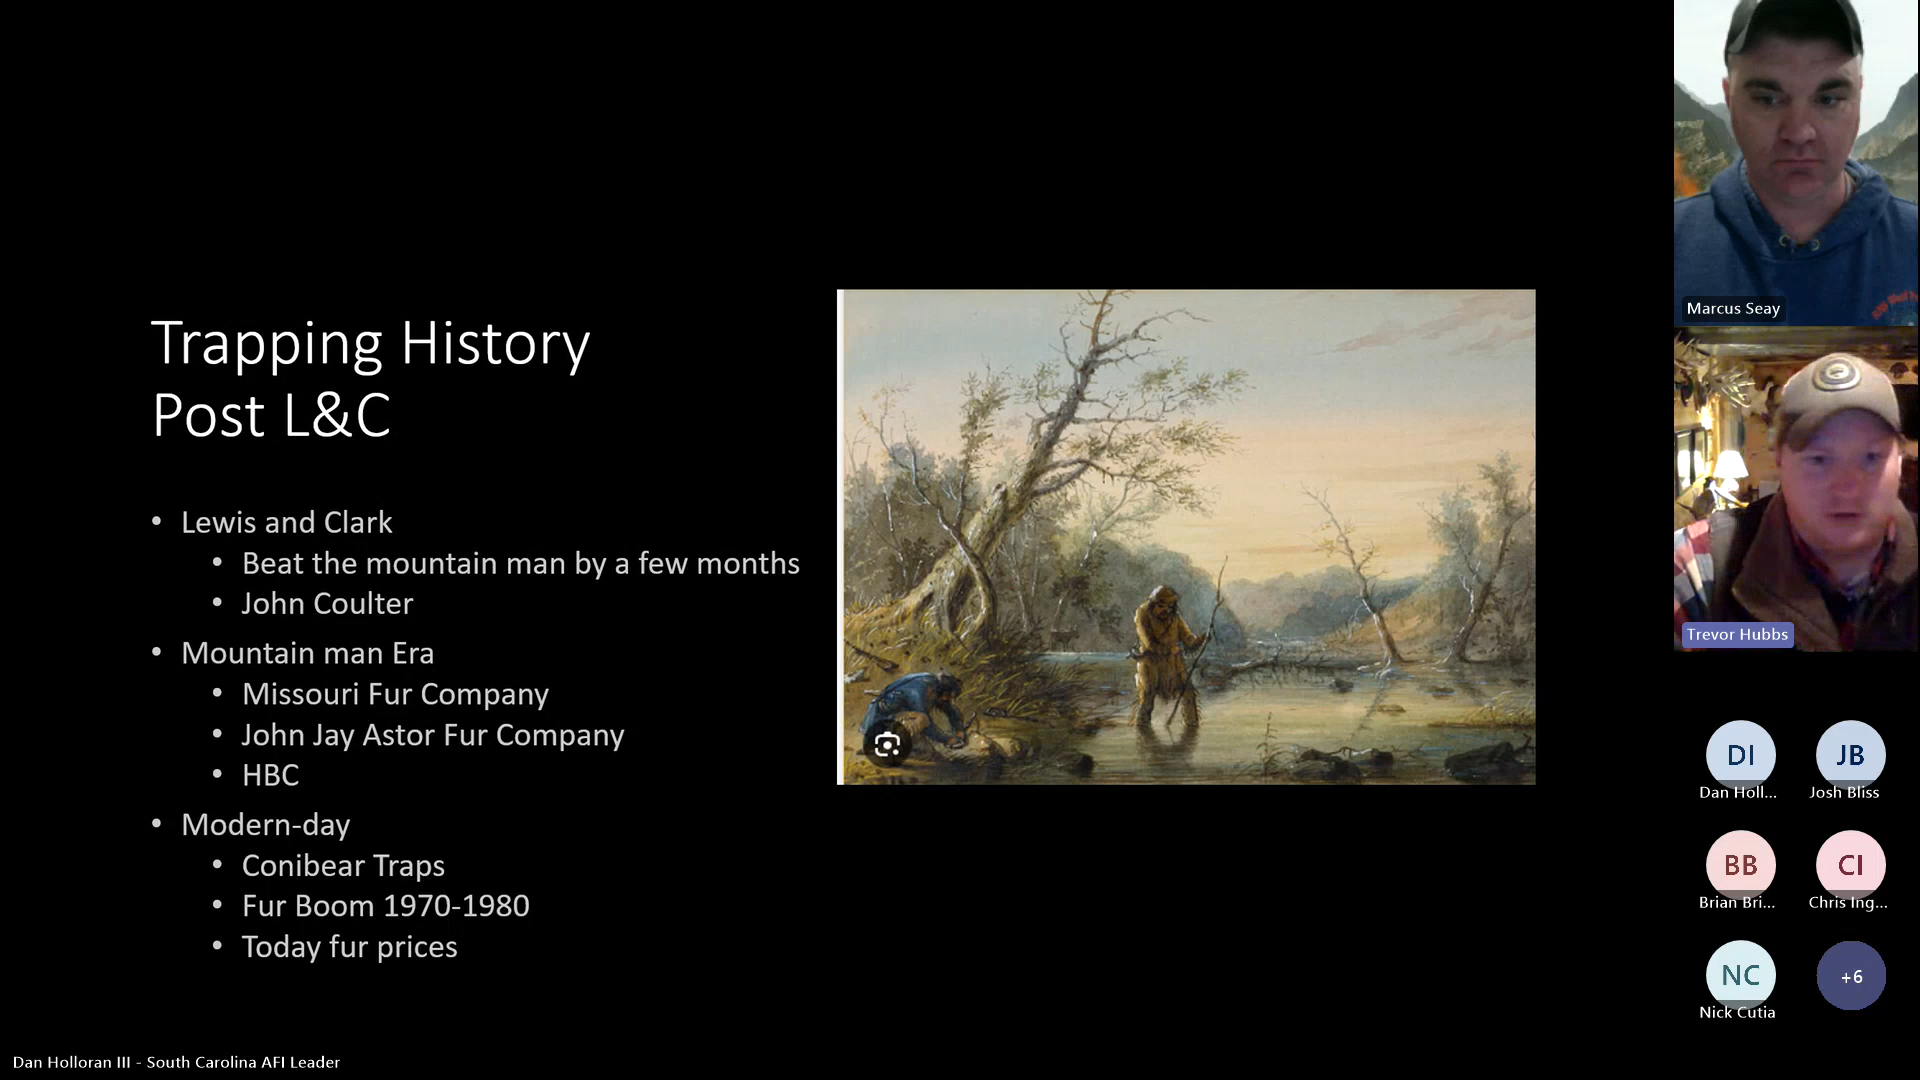 Trapping History
Post L&C
• Lewis and Clark
• Beat the mountain man by a few months
• John Coulter
• Mountain man Era
• Missouri Fur Company
• John Jay Astor Fur Company
• HBC
• Modern-day
• Conibear Traps
• Fur Boom 1970-1980
• Today fur prices
Marcus Seay
Trevor Hubbs
DI
Dan Holl...
JB
Josh Bliss
BB
Brian Bri...
CI
Chris Ing...
NC
Nick Cutia
+6
Dan Holloran III - South Carolina AFI Leader